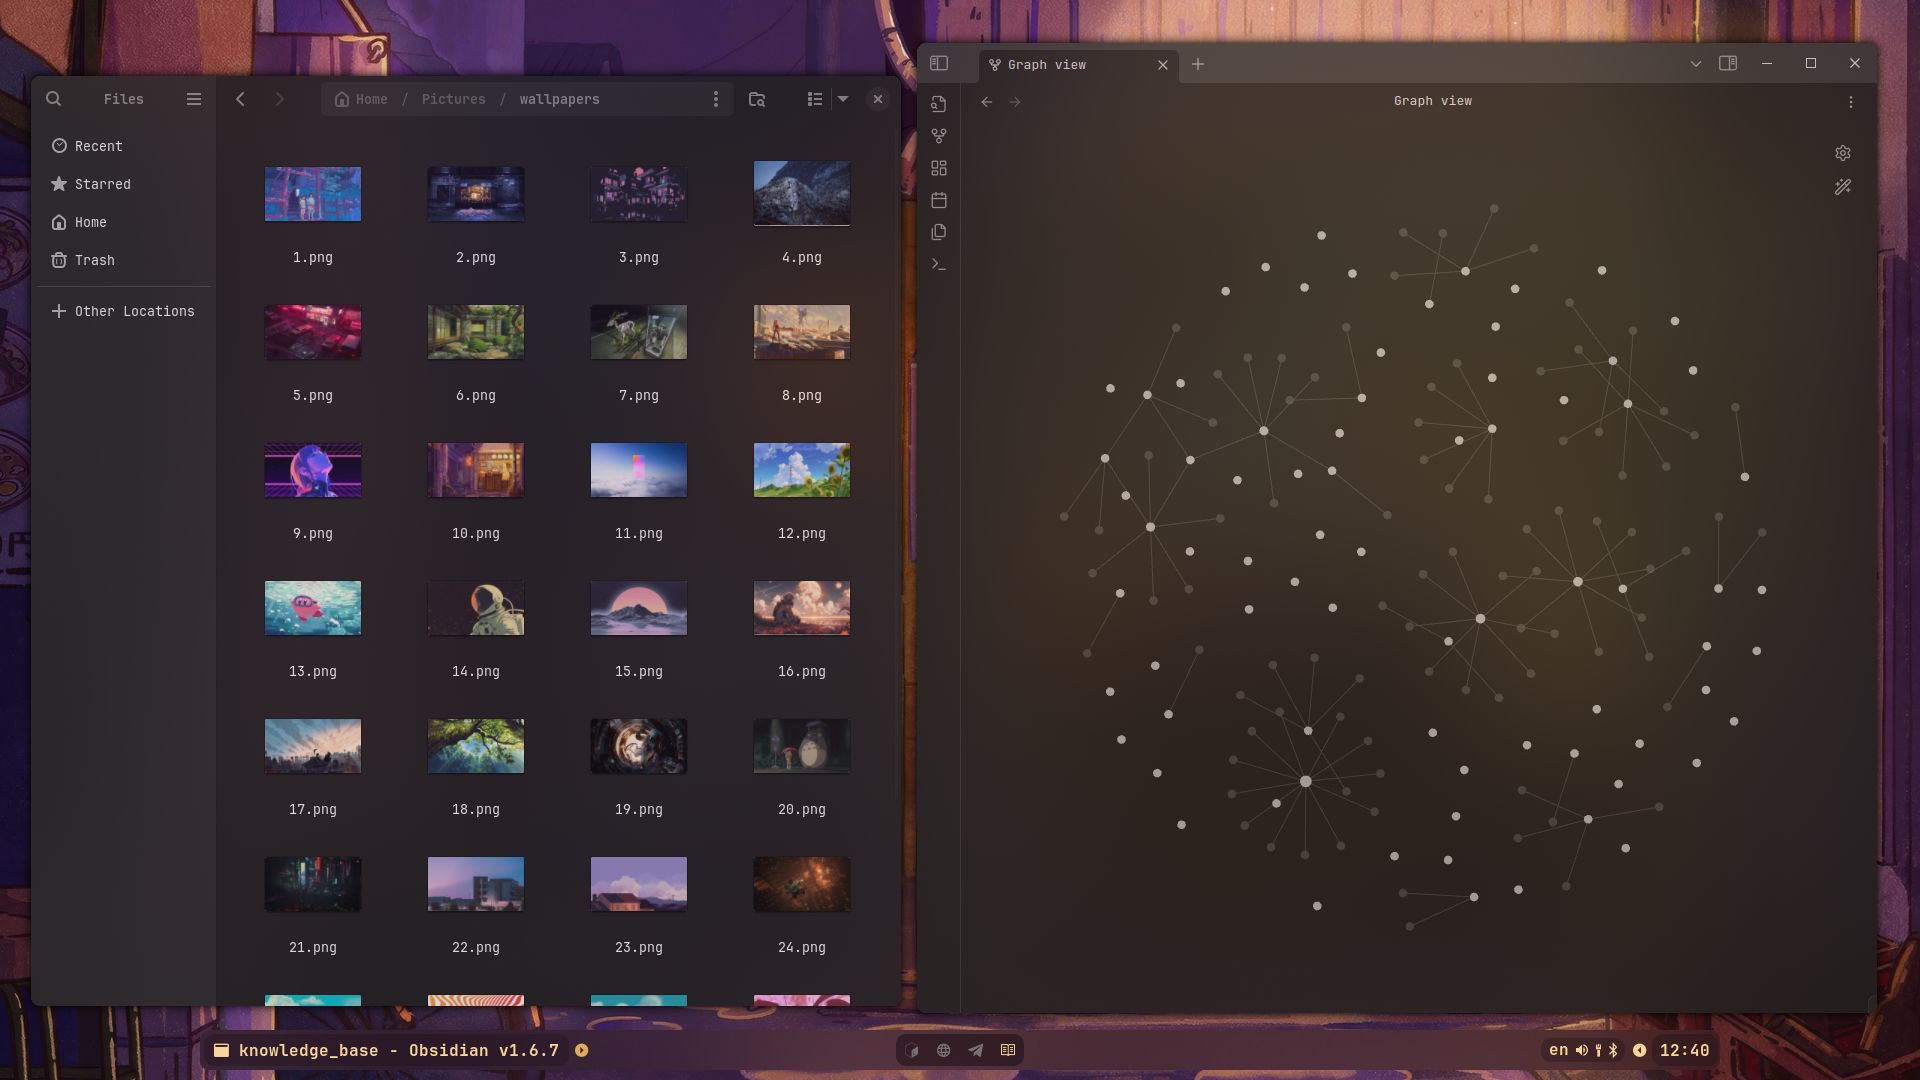 Files
Home / Pictures / wallpapers
Recent
Starred
Home
Trash
Other Locations
1.png 2.png 3.png 4.png
5.png 6.png 7.png 8.png
9.png 10.png 11.png 12.png
13.png 14.png 15.png 16.png
17.png 18.png 19.png 20.png
21.png 22.png 23.png 24.png
Graph view
Graph view
knowledge_base - Obsidian v1.6.7
en
12:40